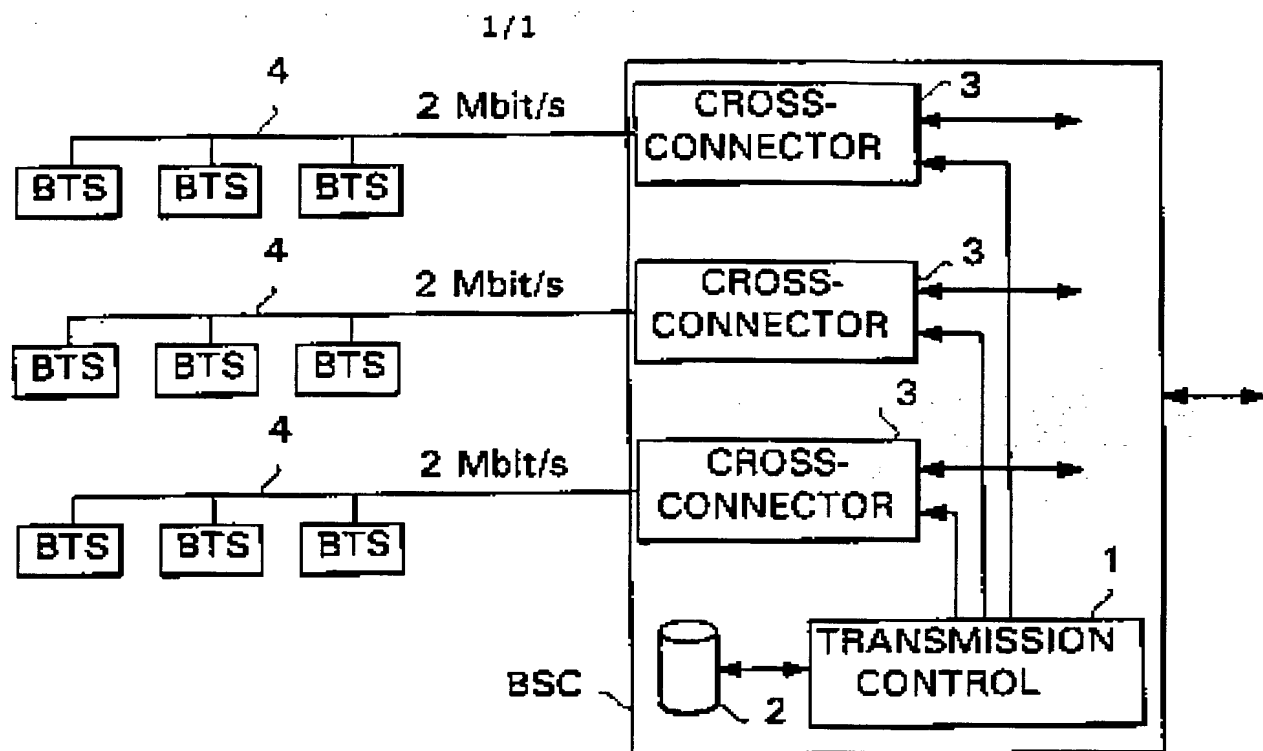 1/1
4
2 Mbit/s
CROSS-
CONNECTOR
3
BTS BTS BTS
4
2 Mbit/s
CROSS-
CONNECTOR
3
BTS BTS BTS
4
2 Mbit/s
CROSS-
CONNECTOR
3
BTS BTS BTS
1
TRANSMISSION
CONTROL
BSC
2